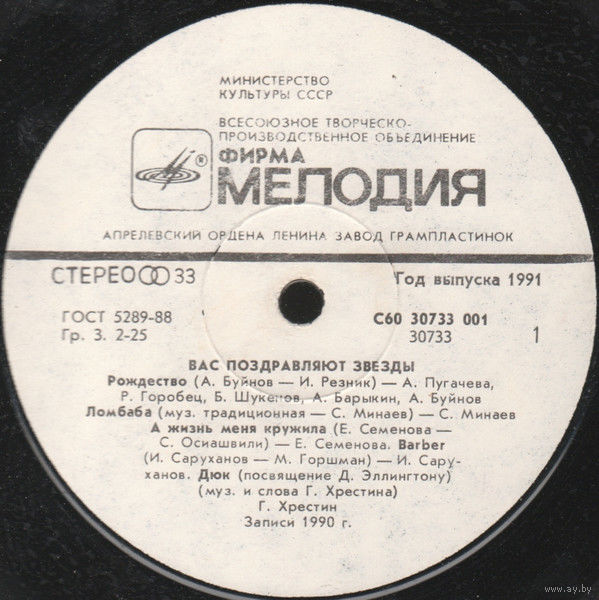 МИНИСТЕРСТВО
КУЛЬТУРЫ СССР
ВСЕСОЮЗНОЕ ТВОРЧЕСКО-
ПРОИЗВОДСТВЕННОЕ ОБЪЕДИНЕНИЕ
ФИРМА
® МЕЛОДИЯ
АПРЕЛЕВСКИЙ ОРДЕНА ЛЕНИНА ЗАВОД ГРАМПЛАСТИНОК
СТЕРЕО 33 Год выпуска 1991
ГОСТ 5289-88 С60 30733 001
Гр. 3. 2-25 30733 1
ВАС ПОЗДРАВЛЯЮТ ЗВЕЗДЫ
Рождество (А. Буйнов — И. Резник) — А. Пугачева,
Р. Горобец, Б. Шукенов, А. Барыкин, А. Буйнов
Ломбаба (муз. традиционная — С. Минаев) — С. Минаев
А жизнь меня кружила (Е. Семенова —
С. Осиашвили) — Е. Семенова. Barber
(И. Саруханов — М. Горшман) — И. Сару-
ханов. Дюк (посвящение Д. Эллингтону)
(муз. и слова Г. Хрестина)
Г. Хрестин
Записи 1990 г.
www.ay.by